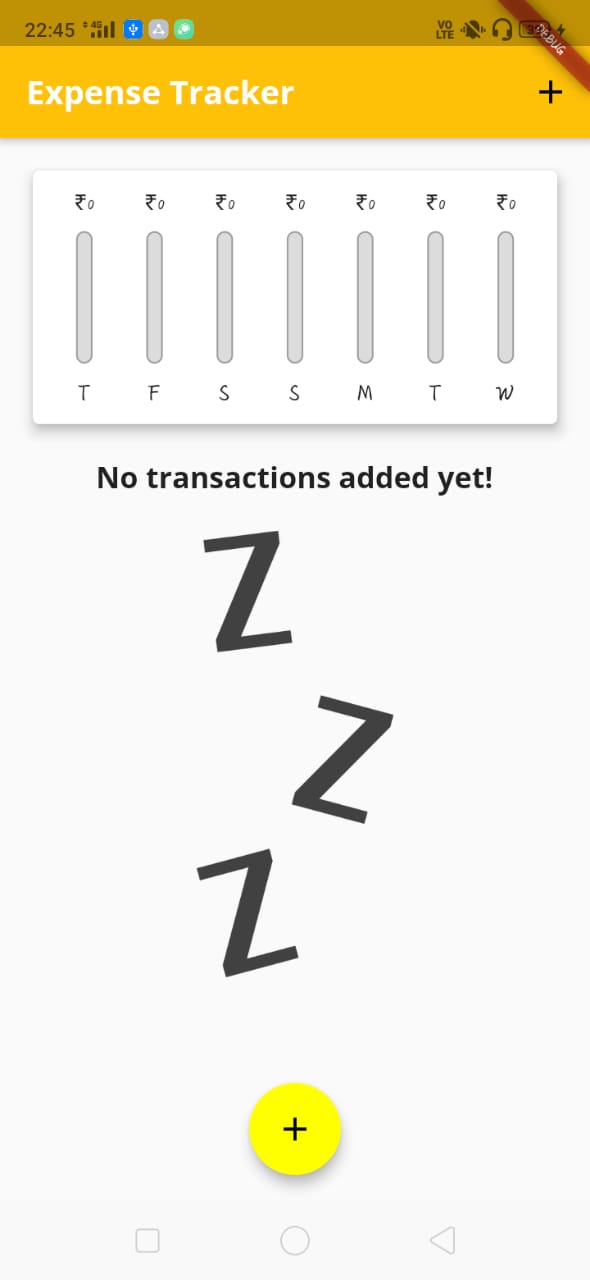 22:45 4G VO LTE
DEBUG
Expense Tracker +
₹0 ₹0 ₹0 ₹0 ₹0 ₹0 ₹0
T F S S M T W
No transactions added yet!
Z
Z
Z
+